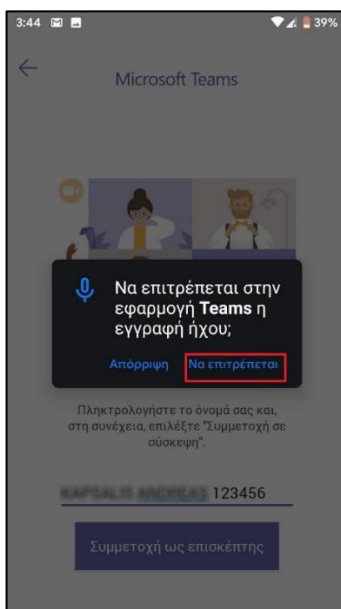 3:44 39%
Microsoft Teams
Να επιτρέπεται στην
εφαρμογή Teams η
εγγραφή ήχου;
Απόρριψη Να επιτρέπεται
Πληκτρολογήστε το όνομά σας και,
στη συνέχεια, επιλέξτε "Συμμετοχή σε
σύσκεψη".
123456
Συμμετοχή ως επισκέπτης